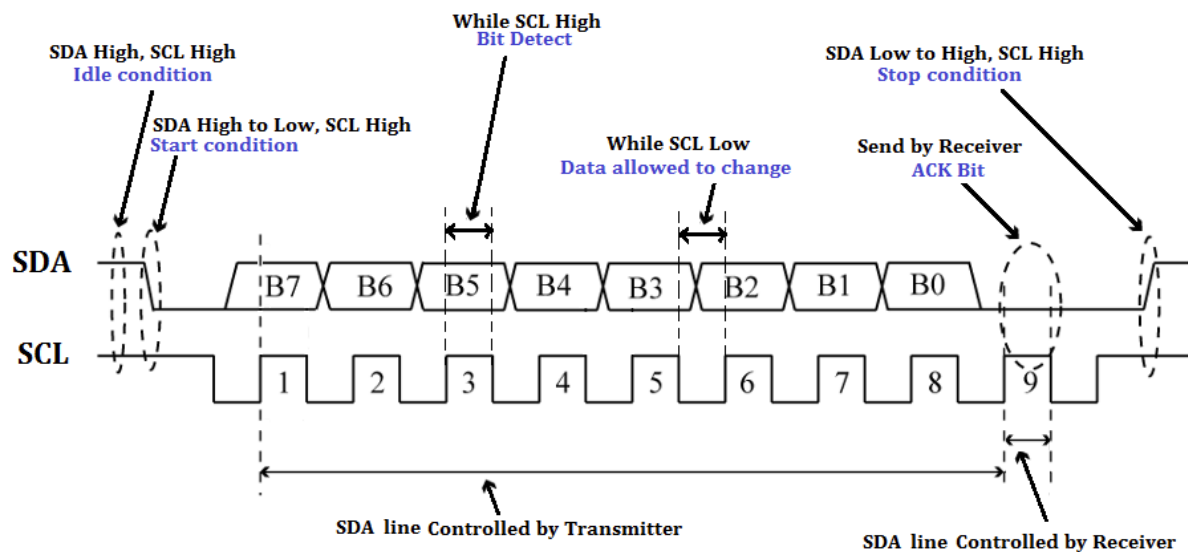 While SCL High
Bit Detect
SDA High, SCL High
Idle condition
SDA Low to High, SCL High
Stop condition
SDA High to Low, SCL High
Start condition
While SCL Low
Data allowed to change
Send by Receiver
ACK Bit
SDA
B7 B6 B5 B4 B3 B2 B1 B0
SCL
1 2 3 4 5 6 7 8 9
SDA line Controlled by Transmitter
SDA line Controlled by Receiver